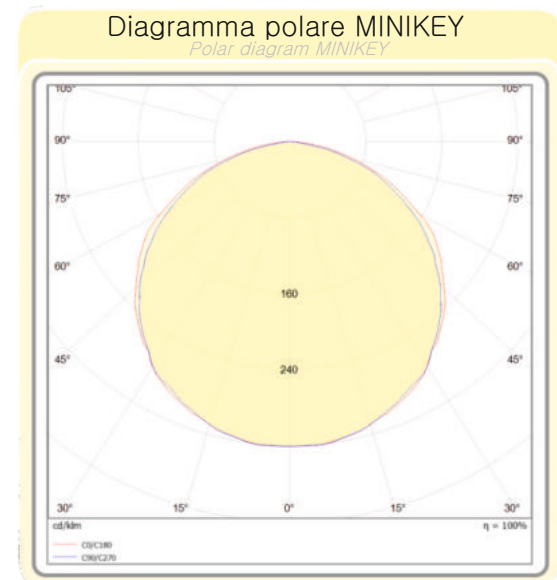 Diagramma polare MINIKEY
Polar diagram MINIKEY
105° 105°
90° 90°
75° 75°
60° 60°
160
45° 45°
240
30° 15° 0° 15° 30°
cd/klm η = 100%
C0/C180
C90/C270